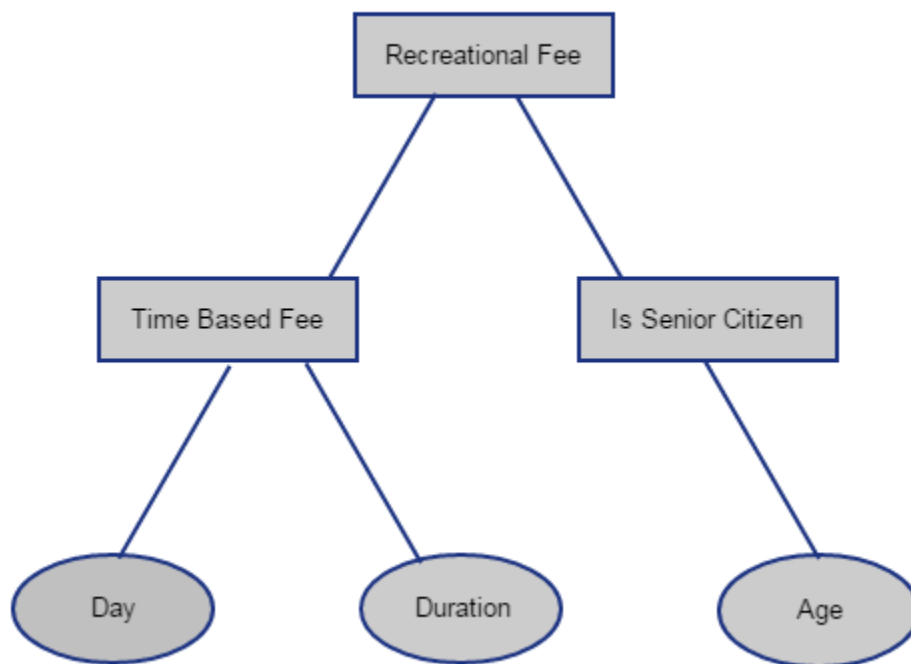 Recreational Fee
Time Based Fee
Is Senior Citizen
Day
Duration
Age